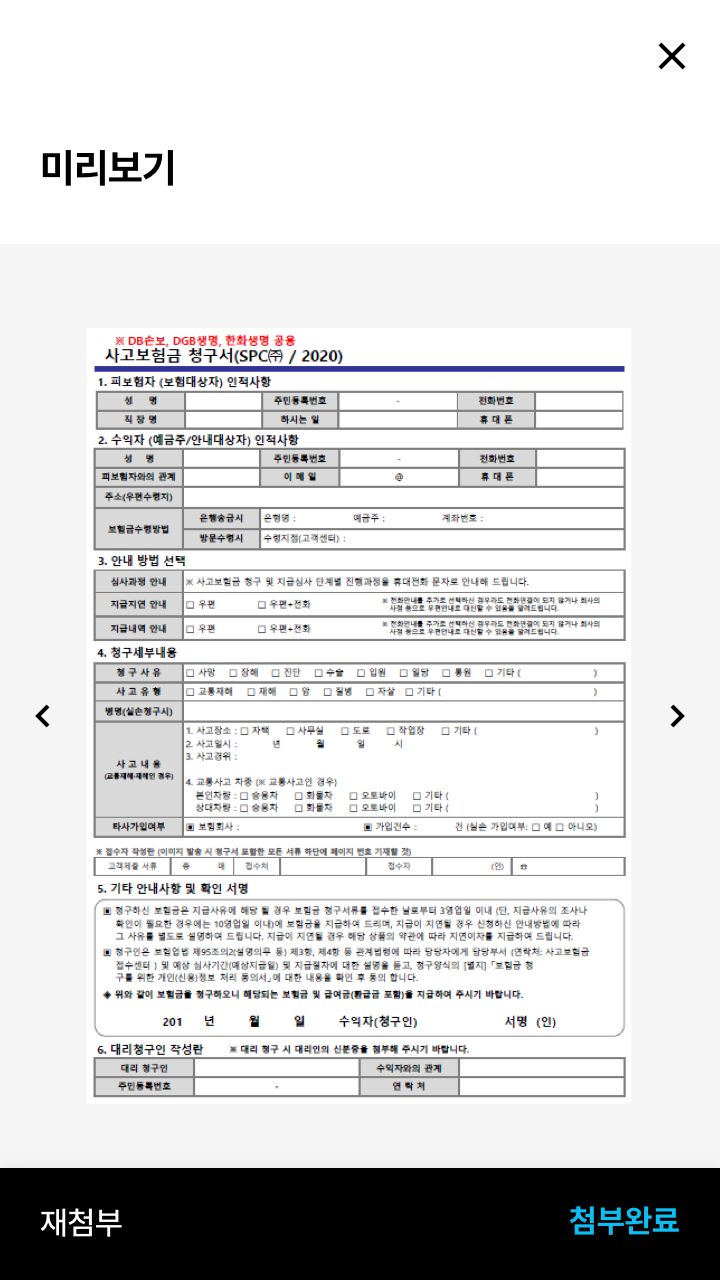 미리보기
※ DB손보, DGB생명, 한화생명 공용
사고보험금 청구서(SPC㈜ / 2020)
1. 피보험자 (보험대상자) 인적사항
성 명 주민등록번호 - 전화번호
직 장 명 하시는 일 휴 대 폰
2. 수익자 (예금주/안내대상자) 인적사항
성 명 주민등록번호 - 전화번호
피보험자와의 관계 이 메 일 @ 휴 대 폰
주소(우편수령지)
보험금수령방법 은행송금시 은행명 : 예금주 : 계좌번호 :
방문수령시 수령지점(고객센터) :
3. 안내 방법 선택
심사과정 안내 ※ 사고보험금 청구 및 지급심사 단계별 진행과정을 휴대전화 문자로 안내해 드립니다.
지급지연 안내 □ 우편 □ 우편+전화 ※ 전화안내를 추가로 선택하신 경우라도 전화연결이 되지 않거나 회사의
사정 등으로 우편안내로 대신할 수 있음을 알려드립니다.
지급내역 안내 □ 우편 □ 우편+전화 ※ 전화안내를 추가로 선택하신 경우라도 전화연결이 되지 않거나 회사의
사정 등으로 우편안내로 대신할 수 있음을 알려드립니다.
4. 청구세부내용
청 구 사 유 □ 사망 □ 장해 □ 진단 □ 수술 □ 입원 □ 일당 □ 통원 □ 기타 ( )
사 고 유 형 □ 교통재해 □ 재해 □ 암 □ 질병 □ 자살 □ 기타 ( )
병명(실손청구시)
사 고 내 용
(교통재해·재해인 경우)
1. 사고장소 : □ 자택 □ 사무실 □ 도로 □ 작업장 □ 기타 ( )
2. 사고일시 : 년 월 일 시
3. 사고경위 :
4. 교통사고 차종 (※ 교통사고인 경우)
본인차량 : □ 승용차 □ 화물차 □ 오토바이 □ 기타 ( )
상대차량 : □ 승용차 □ 화물차 □ 오토바이 □ 기타 ( )
타사가입여부 ▣ 보험회사 : ▣ 가입건수 : 건 (실손 가입여부: □ 예 □ 아니오)
※ 접수자 작성란 (이미지 발송 시 청구서 포함한 모든 서류 하단에 페이지 번호 기재할 것)
고객제출 서류 총 매 접수처 접수자 (인) ☎
5. 기타 안내사항 및 확인 서명
▣ 청구하신 보험금은 지급사유에 해당 될 경우 보험금 청구서류를 접수한 날로부터 3영업일 이내 (단, 지급사유의 조사나
확인이 필요한 경우에는 10영업일 이내)에 보험금을 지급하여 드리며, 지급이 지연될 경우 신청하신 안내방법에 따라
그 사유를 별도로 설명하여 드립니다. 지급이 지연될 경우 해당 상품의 약관에 따라 지연이자를 지급하여 드립니다.
▣ 청구인은 보험업법 제95조의2(설명의무 등) 제3항, 제4항 등 관계법령에 따라 담당자에게 담당부서 (연락처: 사고보험금
접수센터 ) 및 예상 심사기간(예상지급일) 및 지급절차에 대한 설명을 듣고, 청구양식의 [별지] 「보험금 청
구를 위한 개인(신용)정보 처리 동의서」에 대한 내용을 확인 후 동의 합니다.
◈ 위와 같이 보험금을 청구하오니 해당되는 보험금 및 급여금(환급금 포함)을 지급하여 주시기 바랍니다.
201 년 월 일 수익자(청구인) 서명 (인)
6. 대리청구인 작성란 ※ 대리 청구 시 대리인의 신분증을 첨부해 주시기 바랍니다.
대리 청구인 수익자와의 관계
주민등록번호 - 연 락 처
재첨부 첨부완료